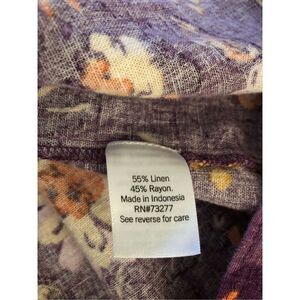 55% Linen
45% Rayon.
Made in Indonesia
RN#73277
See reverse for care